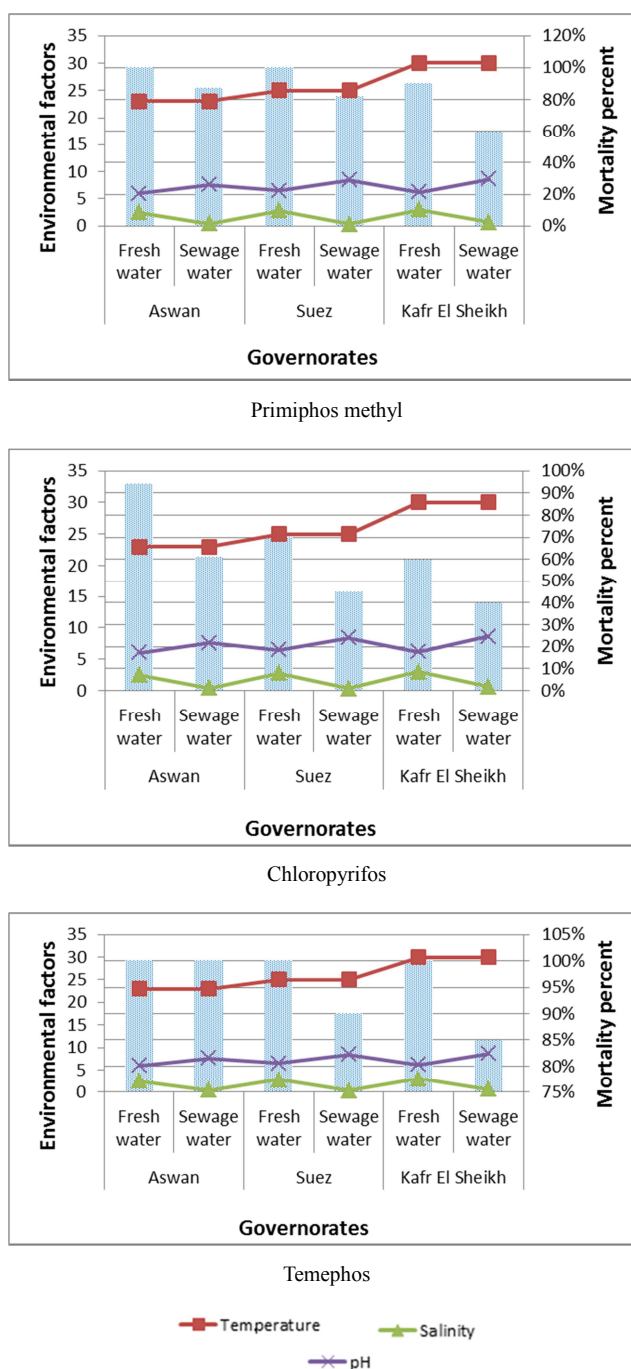 Environmental factors
35
30
25
20
15
10
5
0
120%
100%
80%
60%
40%
20%
0%
Mortality percent
Fresh water
Sewage water
Fresh water
Sewage water
Fresh water
Sewage water
Aswan
Suez
Kafr El Sheikh
Governorates
Primiphos methyl
Environmental factors
35
30
25
20
15
10
5
0
100%
90%
80%
70%
60%
50%
40%
30%
20%
10%
0%
Mortality percent
Fresh water
Sewage water
Fresh water
Sewage water
Fresh water
Sewage water
Aswan
Suez
Kafr El Sheikh
Governorates
Chloropyrifos
Environmental factors
35
30
25
20
15
10
5
0
105%
100%
95%
90%
85%
80%
75%
Mortality percent
Fresh water
Sewage water
Fresh water
Sewage water
Fresh water
Sewage water
Aswan
Suez
Kafr El Sheikh
Governorates
Temephos
Temperature
Salinity
pH